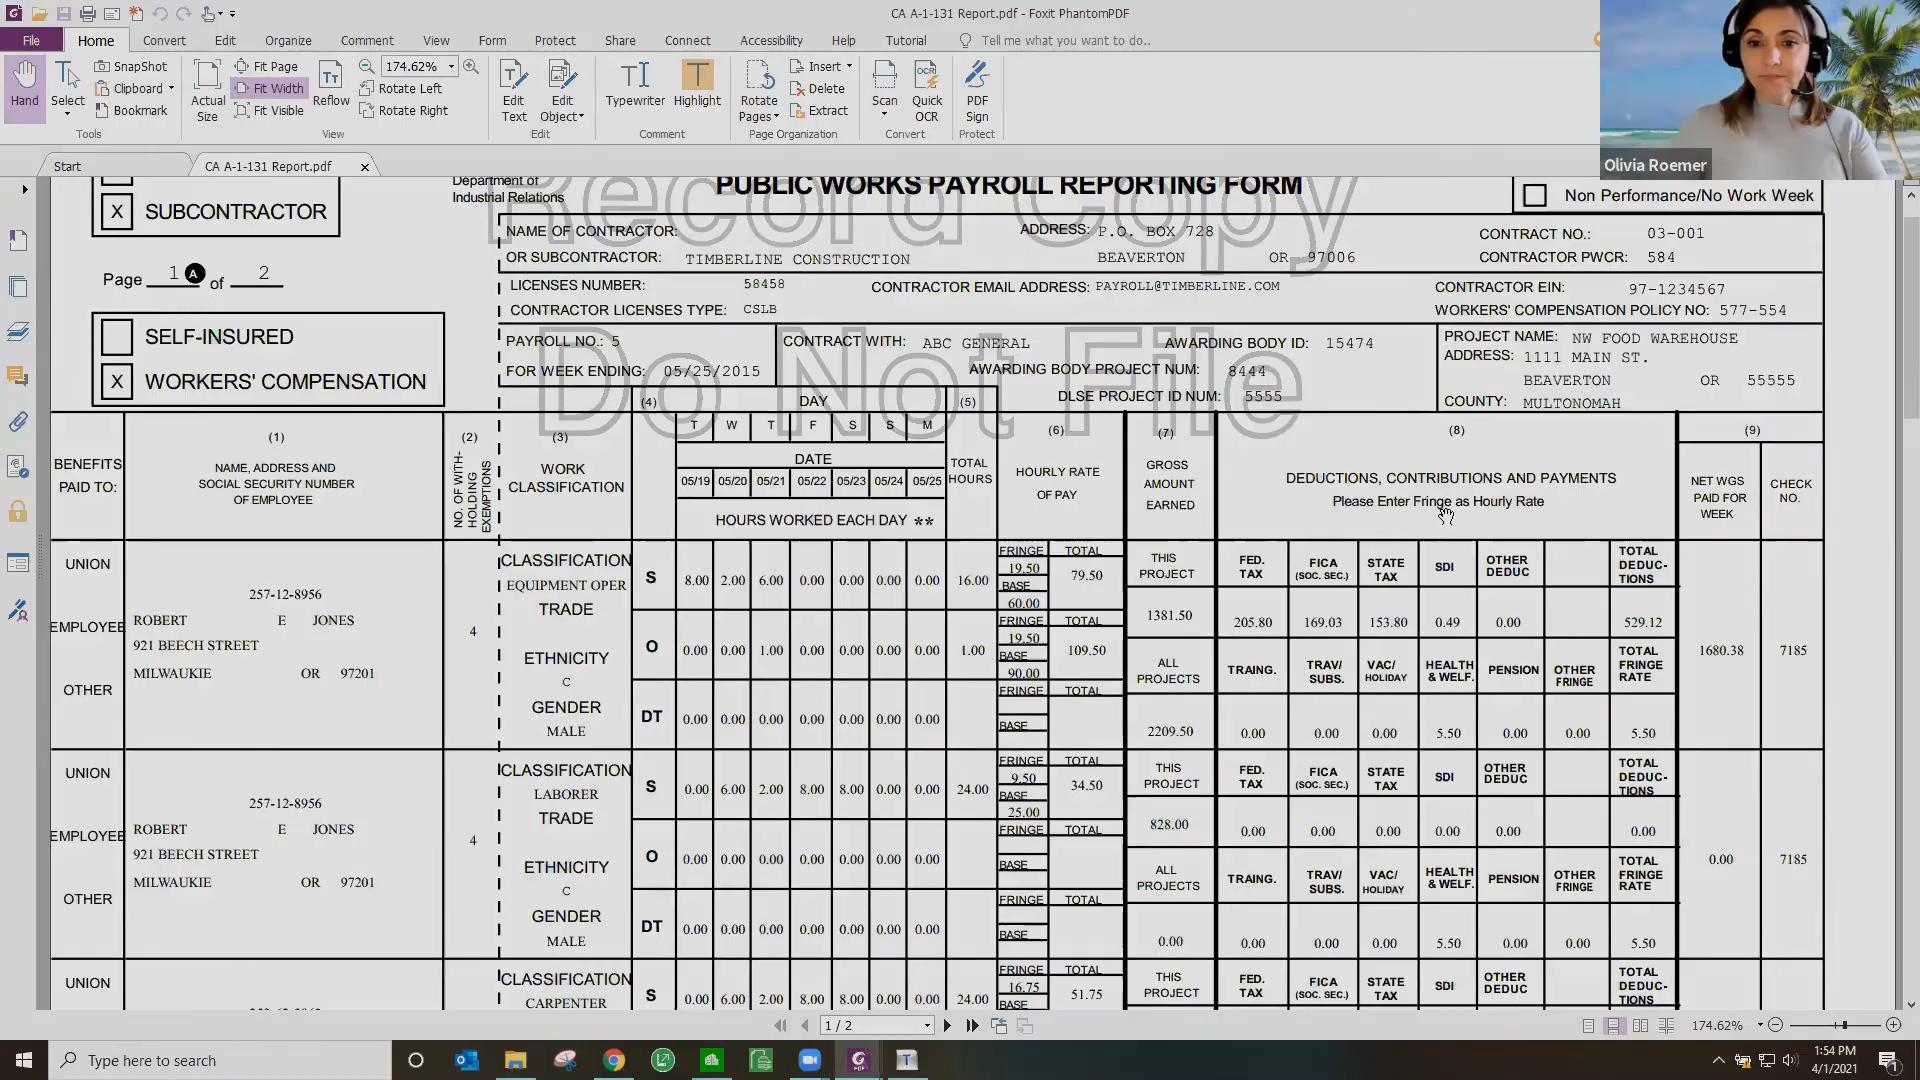 CA A-1-131 Report.pdf - Foxit PhantomPDF
File Home Convert Edit Organize Comment View Form Protect Share Connect Accessibility Help Tutorial Tell me what you want to do..
Hand
Select
SnapShot
Clipboard
Bookmark
Tools
Actual Size
Fit Page
Fit Width
Fit Visible
Reflow
174.62%
Rotate Left
Rotate Right
View
Edit Text
Edit Object
Edit
Typewriter
Highlight
Comment
Rotate Pages
Insert
Delete
Extract
Page Organization
Scan
Quick OCR
Convert
PDF Sign
Protect
Olivia Roemer
Start CA A-1-131 Report.pdf
Record Copy
Do Not File
X SUBCONTRACTOR
Department of
Industrial Relations
PUBLIC WORKS PAYROLL REPORTING FORM
Non Performance/No Work Week
Page 1 A of 2
SELF-INSURED
X WORKERS' COMPENSATION
NAME OF CONTRACTOR:
OR SUBCONTRACTOR: TIMBERLINE CONSTRUCTION
ADDRESS: P.O. BOX 728
BEAVERTON OR 97006
CONTRACT NO.: 03-001
CONTRACTOR PWCR: 584
LICENSES NUMBER: 58458
CONTRACTOR LICENSES TYPE: CSLB
CONTRACTOR EMAIL ADDRESS: PAYROLL@TIMBERLINE.COM
CONTRACTOR EIN: 97-1234567
WORKERS' COMPENSATION POLICY NO: 577-554
PAYROLL NO.: 5
FOR WEEK ENDING: 05/25/2015
CONTRACT WITH: ABC GENERAL
AWARDING BODY ID: 15474
AWARDING BODY PROJECT NUM: 8444
DLSE PROJECT ID NUM: 5555
PROJECT NAME: NW FOOD WAREHOUSE
ADDRESS: 1111 MAIN ST.
BEAVERTON OR 55555
COUNTY: MULTONOMAH
BENEFITS PAID TO:
(1)
NAME, ADDRESS AND
SOCIAL SECURITY NUMBER
OF EMPLOYEE
(2)
NO. OF WITH-
HOLDING
EXEMPTIONS
(3)
WORK
CLASSIFICATION
(4) DAY
T W T F S S M
DATE
05/19 05/20 05/21 05/22 05/23 05/24 05/25
HOURS WORKED EACH DAY **
(5)
TOTAL
HOURS
(6)
HOURLY RATE
OF PAY
(7)
GROSS
AMOUNT
EARNED
(8)
DEDUCTIONS, CONTRIBUTIONS AND PAYMENTS
Please Enter Fringe as Hourly Rate
(9)
NET WGS
PAID FOR
WEEK
CHECK
NO.
UNION
EMPLOYEE
OTHER
257-12-8956
ROBERT E JONES
921 BEECH STREET
MILWAUKIE OR 97201
4
CLASSIFICATION
EQUIPMENT OPER
TRADE
ETHNICITY
C
GENDER
MALE
S 8.00 2.00 6.00 0.00 0.00 0.00 0.00 16.00
FRINGE 19.50 BASE 60.00 TOTAL 79.50
O 0.00 0.00 1.00 0.00 0.00 0.00 0.00 1.00
FRINGE 19.50 BASE 90.00 TOTAL 109.50
DT 0.00 0.00 0.00 0.00 0.00 0.00 0.00
FRINGE BASE TOTAL
THIS PROJECT
1381.50
ALL PROJECTS
2209.50
FED. TAX FICA (SOC. SEC.) STATE TAX SDI OTHER DEDUC TOTAL DEDUC-TIONS
205.80 169.03 153.80 0.49 0.00 529.12
TRAING. TRAV/ SUBS. VAC/ HOLIDAY HEALTH & WELF. PENSION OTHER FRINGE TOTAL FRINGE RATE
0.00 0.00 0.00 5.50 0.00 0.00 5.50
1680.38 7185
UNION
EMPLOYEE
OTHER
257-12-8956
ROBERT E JONES
921 BEECH STREET
MILWAUKIE OR 97201
4
CLASSIFICATION
LABORER
TRADE
ETHNICITY
C
GENDER
MALE
S 0.00 6.00 2.00 8.00 8.00 0.00 0.00 24.00
FRINGE 9.50 BASE 25.00 TOTAL 34.50
O 0.00 0.00 0.00 0.00 0.00 0.00 0.00
FRINGE BASE TOTAL
DT 0.00 0.00 0.00 0.00 0.00 0.00 0.00
FRINGE BASE TOTAL
THIS PROJECT
828.00
ALL PROJECTS
0.00
FED. TAX FICA (SOC. SEC.) STATE TAX SDI OTHER DEDUC TOTAL DEDUC-TIONS
0.00 0.00 0.00 0.00 0.00 0.00
TRAING. TRAV/ SUBS. VAC/ HOLIDAY HEALTH & WELF. PENSION OTHER FRINGE TOTAL FRINGE RATE
0.00 0.00 0.00 5.50 0.00 0.00 5.50
0.00 7185
UNION
CLASSIFICATION
CARPENTER
S 0.00 6.00 2.00 8.00 8.00 0.00 0.00 24.00
FRINGE 16.75 BASE TOTAL 51.75
THIS PROJECT
FED. TAX FICA (SOC. SEC.) STATE TAX SDI OTHER DEDUC TOTAL DEDUC-TIONS
1 / 2
174.62%
Type here to search
1:54 PM
4/1/2021